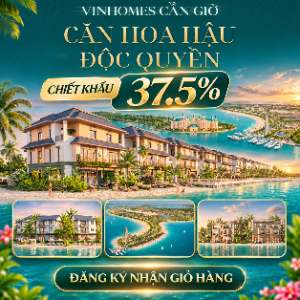 VINHOMES CẦN GIỜ
CĂN HOA HẬU
ĐỘC QUYỀN
CHIẾT KHẤU 37.5%
ĐĂNG KÝ NHẬN GIỎ HÀNG